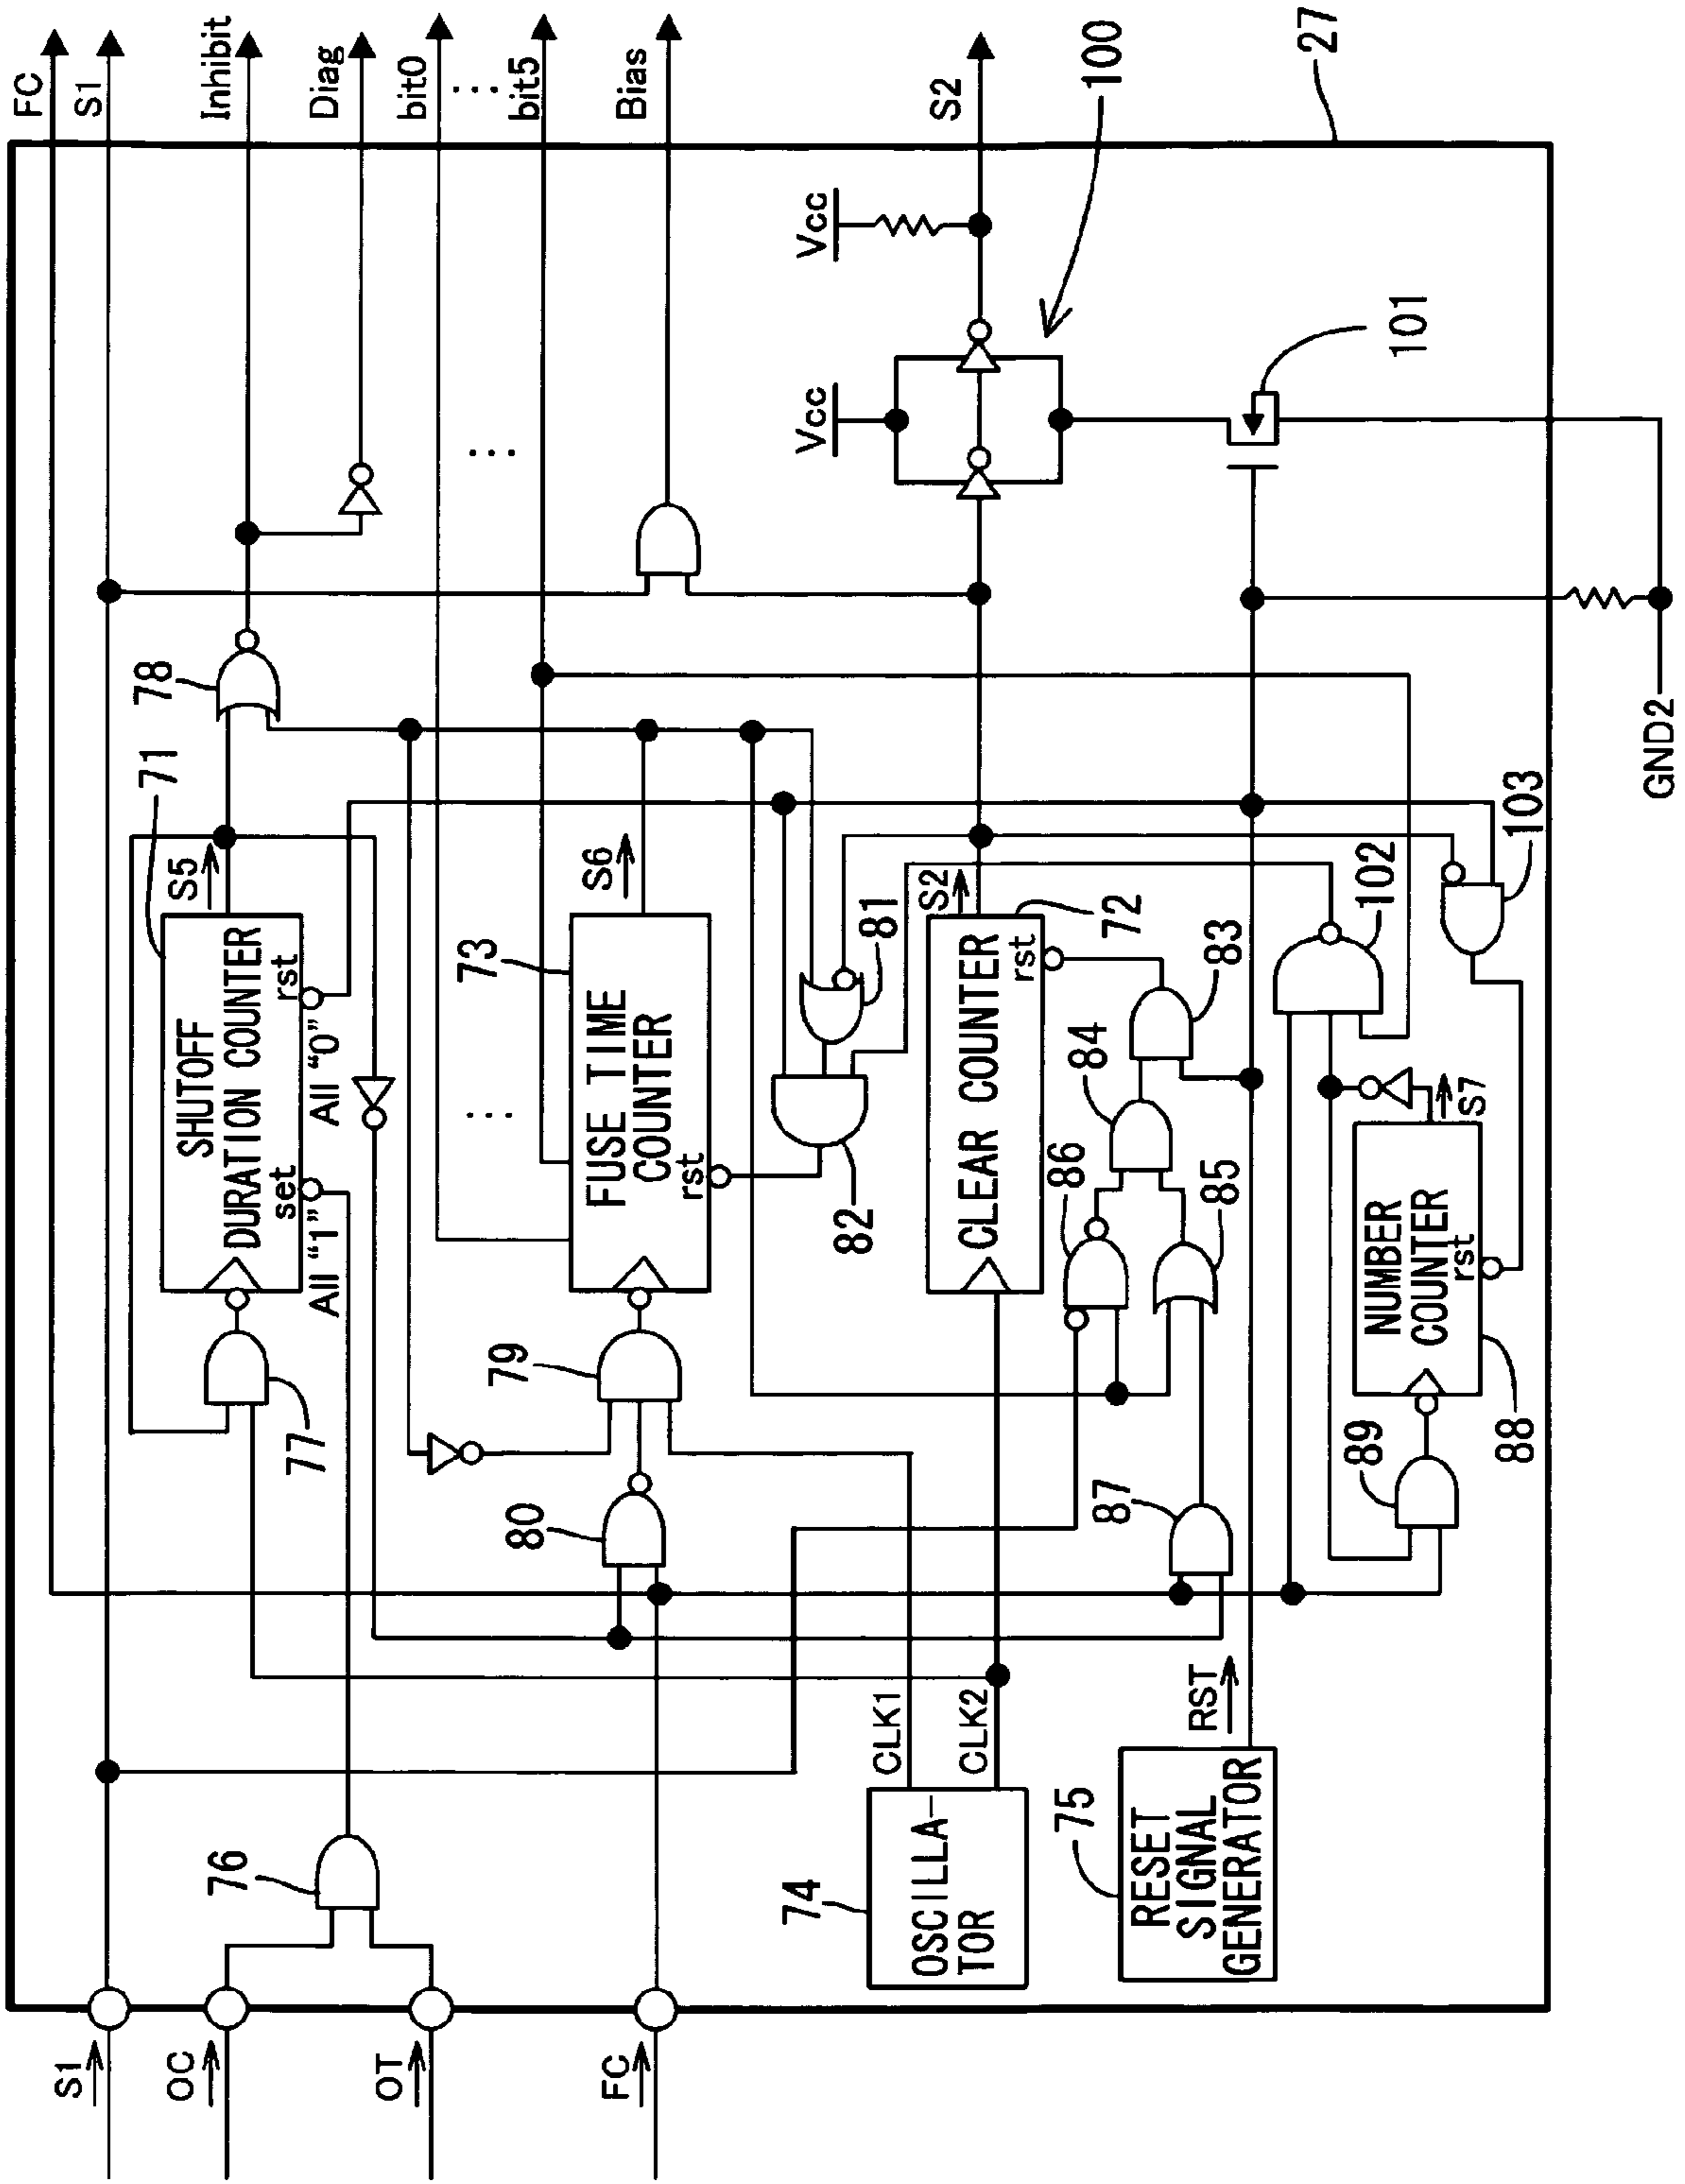 FC
S1
Inhibit
Diag
bit0
...
bit5
Bias
S2
100
27
Vcc
Vcc
101
...
78
71
S5
SHUTOFF
DURATION COUNTER
set
rst
All “1”
All “0”
77
S6
73
FUSE TIME
COUNTER
rst
...
81
82
79
80
S2
72
CLEAR COUNTER
rst
83
84
86
85
87
GND2
103
102
S7
NUMBER
COUNTER
rst
88
89
CLK1
CLK2
74
OSCILLA-
TOR
RST
75
RESET
SIGNAL
GENERATOR
76
S1
OC
OT
FC